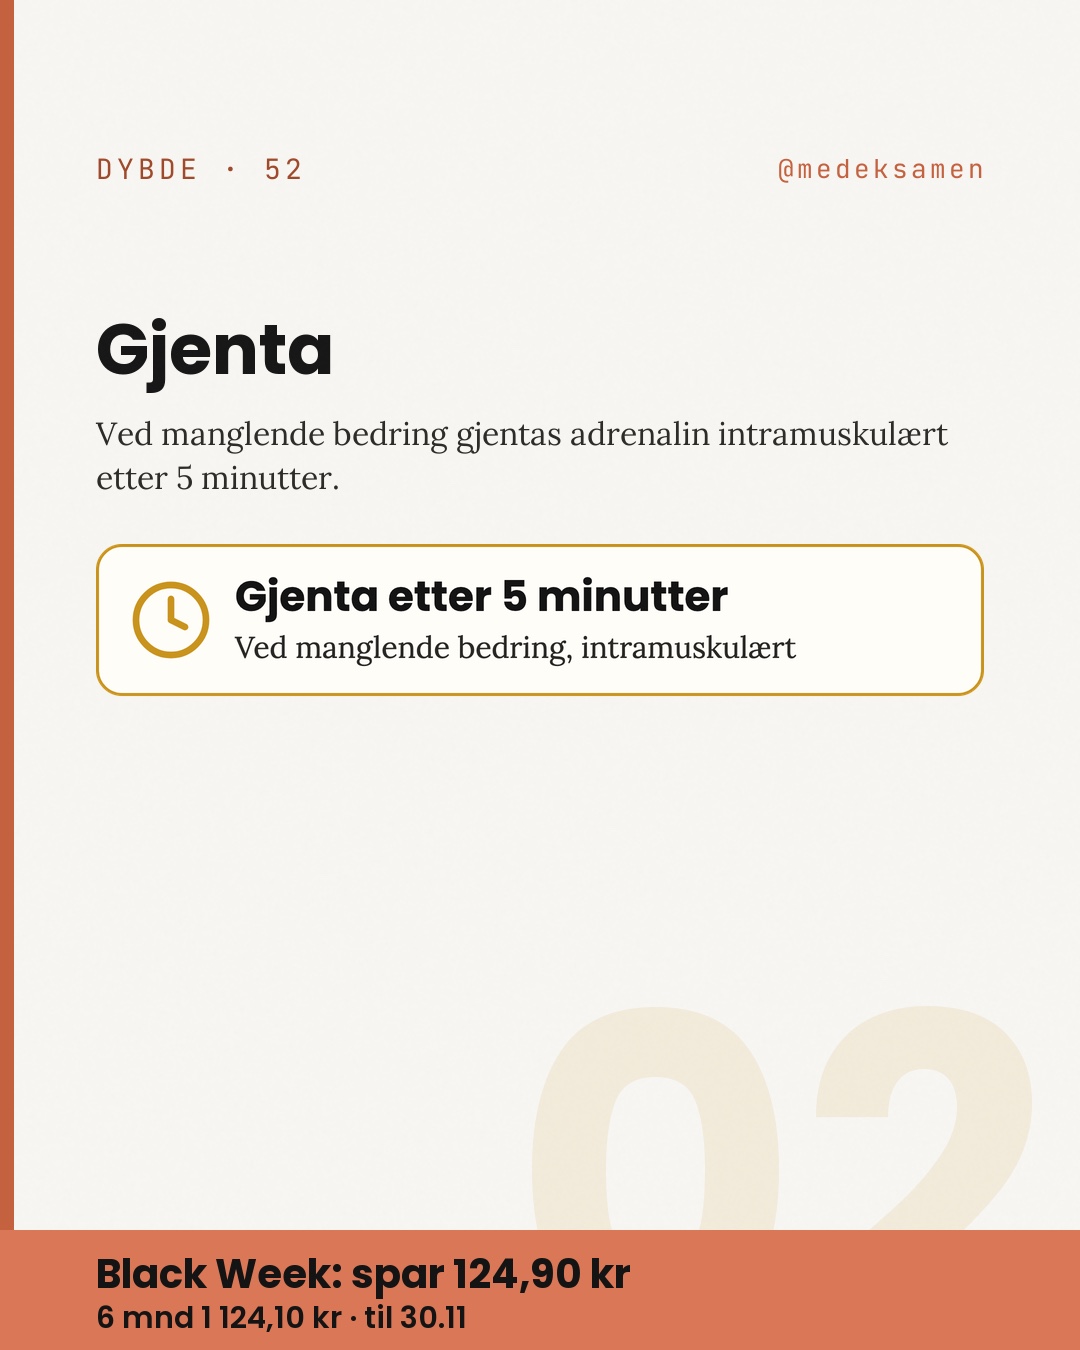 DYBDE · 52
@medeksamen
Gjenta
Ved manglende bedring gjentas adrenalin intramuskulært
etter 5 minutter.
Gjenta etter 5 minutter
Ved manglende bedring, intramuskulært
02
Black Week: spar 124,90 kr
6 mnd 1 124,10 kr · til 30.11